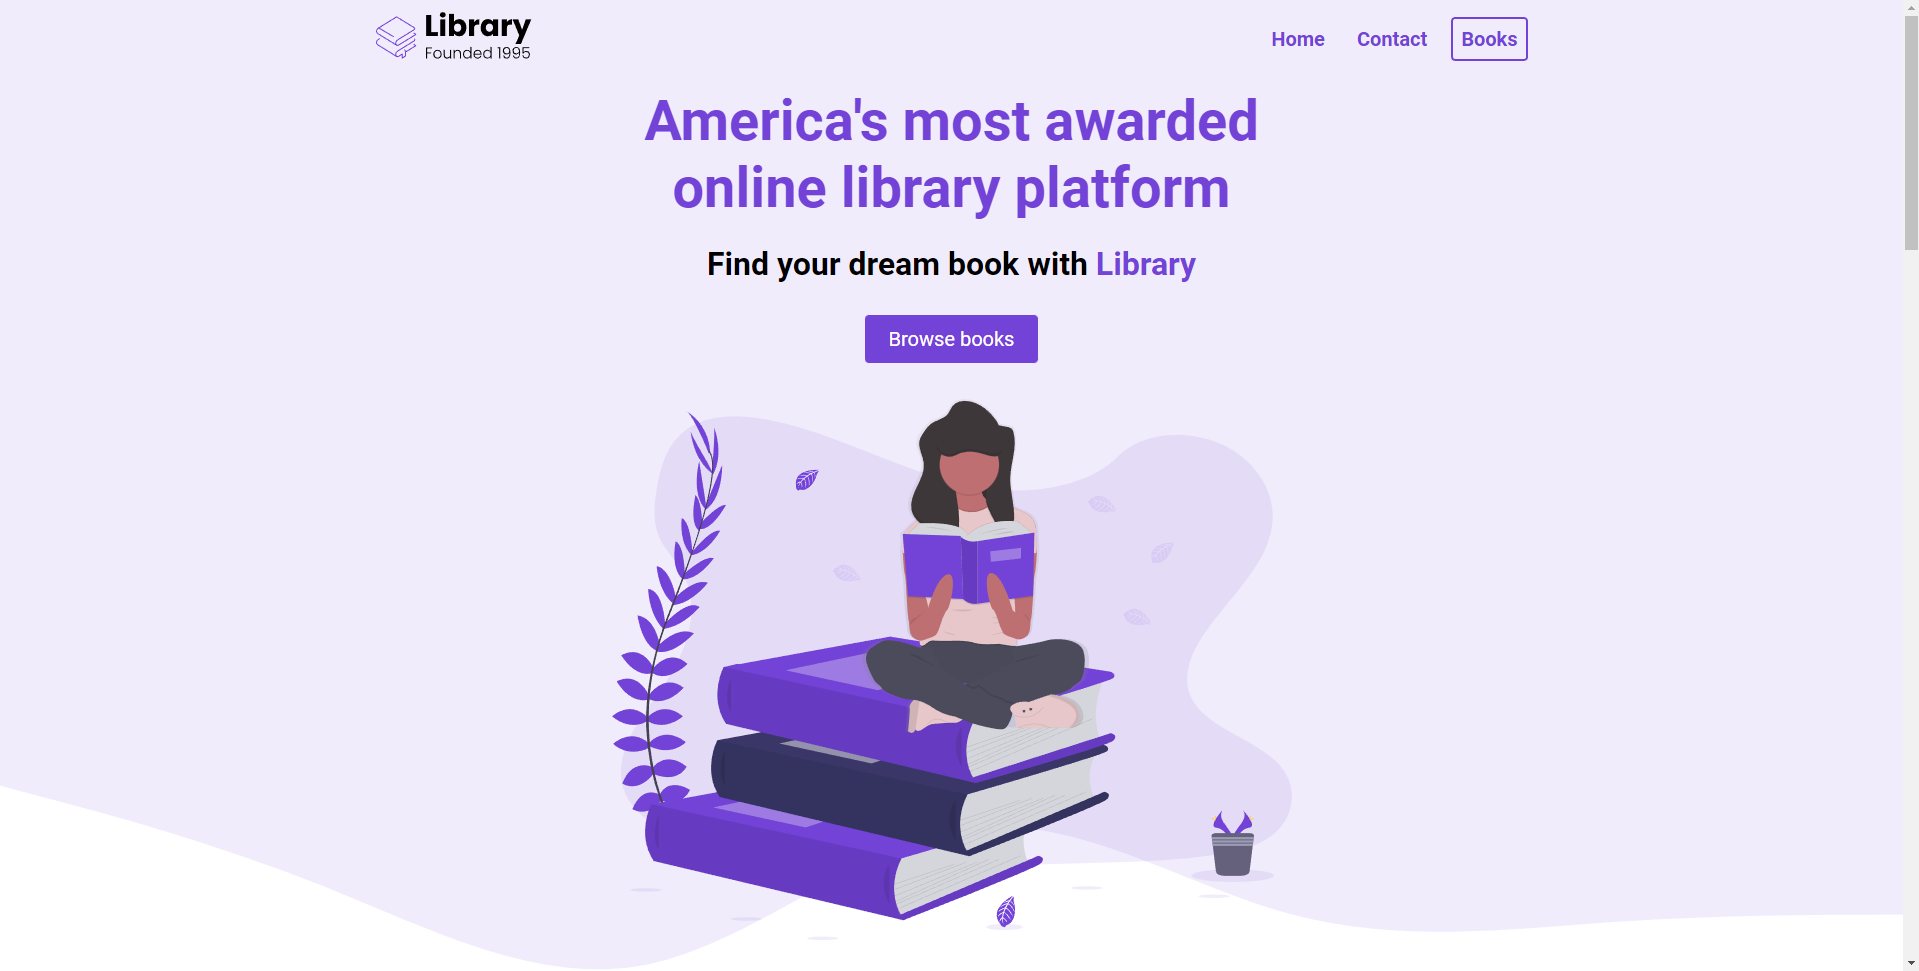 Library
Founded 1995
Home Contact Books
America's most awarded
online library platform
Find your dream book with Library
Browse books